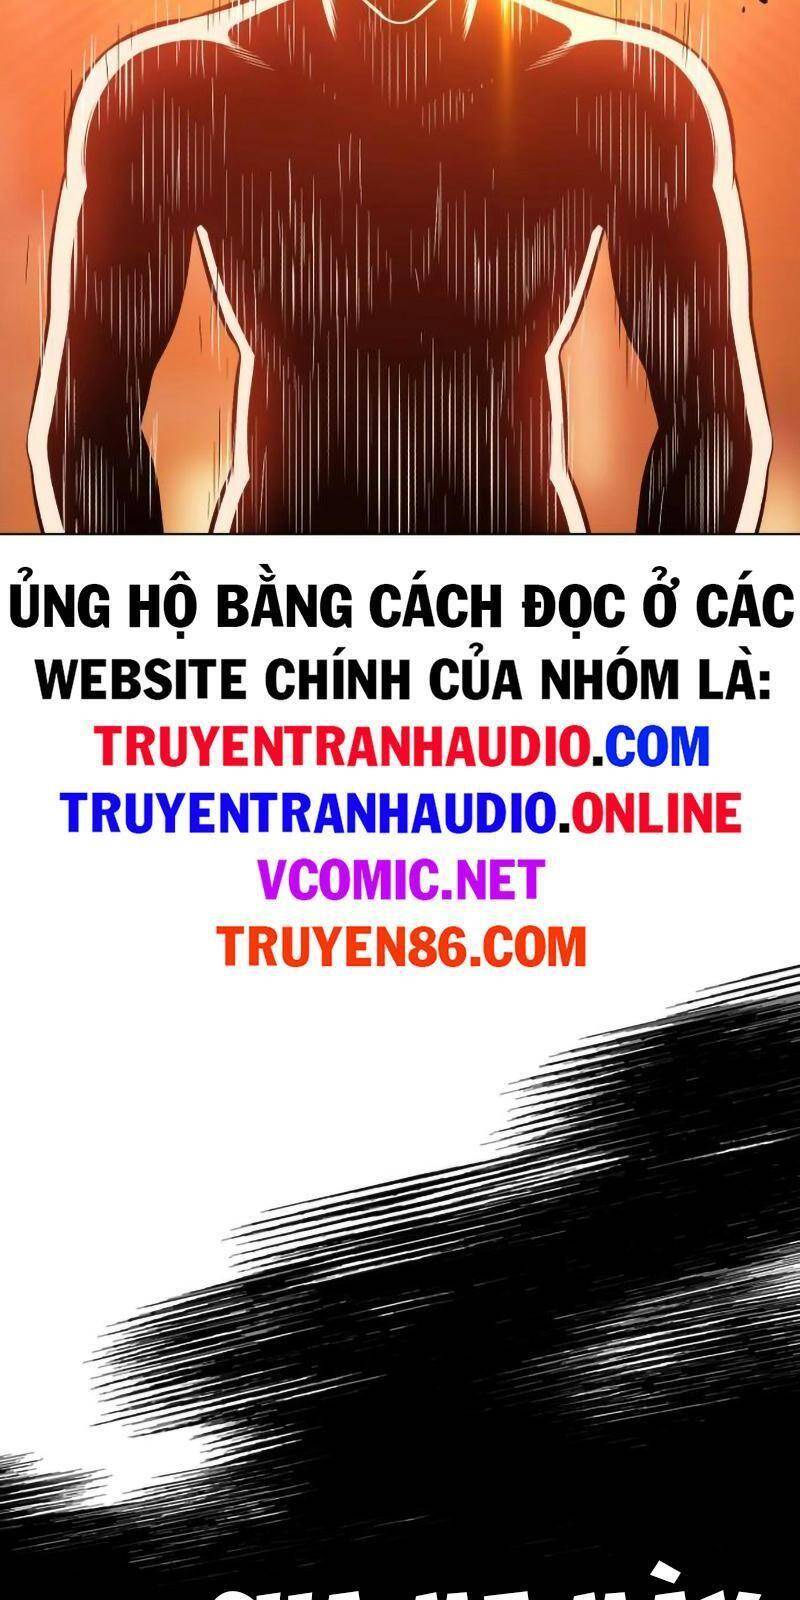 ỦNG HỘ BẰNG CÁCH ĐỌC Ở CÁC
WEBSITE CHÍNH CỦA NHÓM LÀ:
TRUYENTRANHAUDIO.COM
TRUYENTRANHAUDIO.ONLINE
VCOMIC.NET
TRUYEN86.COM